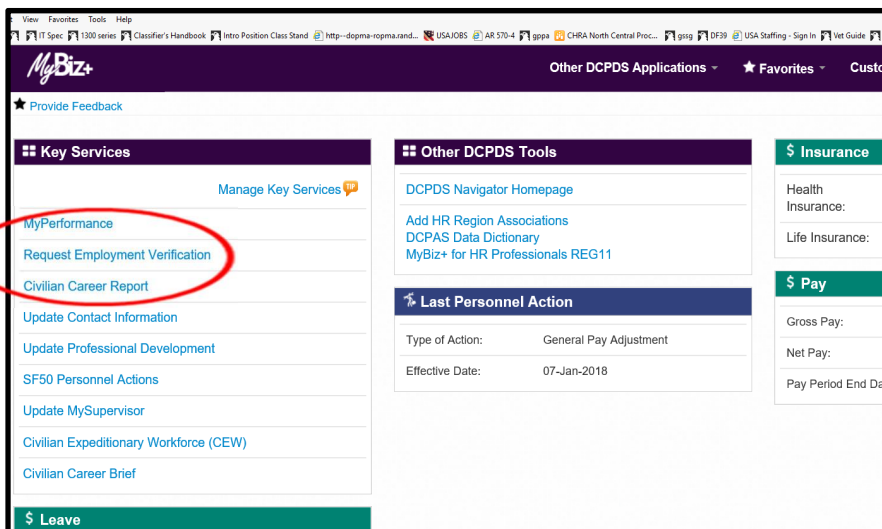 View Favorites Tools Help
IT Spec 1300 series Classifier's Handbook Intro Position Class Stand http--dopma-ropma.rand... USAJOBS AR 570-4 gppa CHRA North Central Proc... gssg DF39 USA Staffing - Sign In Vet Guide
MyBiz+ Other DCPDS Applications Favorites Custo
Provide Feedback
Key Services
Manage Key Services TIP
MyPerformance
Request Employment Verification
Civilian Career Report
Update Contact Information
Update Professional Development
SF50 Personnel Actions
Update MySupervisor
Civilian Expeditionary Workforce (CEW)
Civilian Career Brief
$ Leave
Other DCPDS Tools
DCPDS Navigator Homepage
Add HR Region Associations
DCPAS Data Dictionary
MyBiz+ for HR Professionals REG11
Last Personnel Action
Type of Action: General Pay Adjustment
Effective Date: 07-Jan-2018
$ Insurance
Health
Insurance:
Life Insurance:
$ Pay
Gross Pay:
Net Pay:
Pay Period End Da